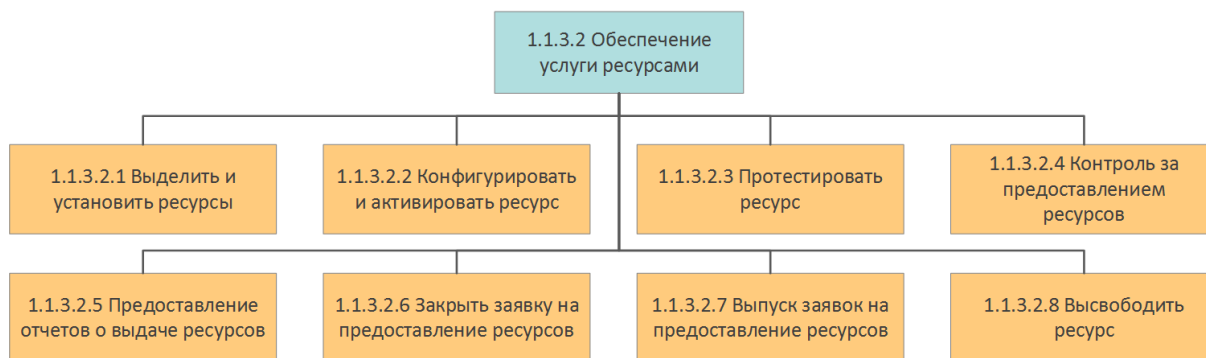 1.1.3.2 Обеспечение
услуги ресурсами
1.1.3.2.1 Выделить и
установить ресурсы
1.1.3.2.2 Конфигурировать
и активировать ресурс
1.1.3.2.3 Протестировать
ресурс
1.1.3.2.4 Контроль за
предоставлением
ресурсов
1.1.3.2.5 Предоставление
отчетов о выдаче ресурсов
1.1.3.2.6 Закрыть заявку на
предоставление ресурсов
1.1.3.2.7 Выпуск заявок на
предоставление ресурсов
1.1.3.2.8 Высвободить
ресурс